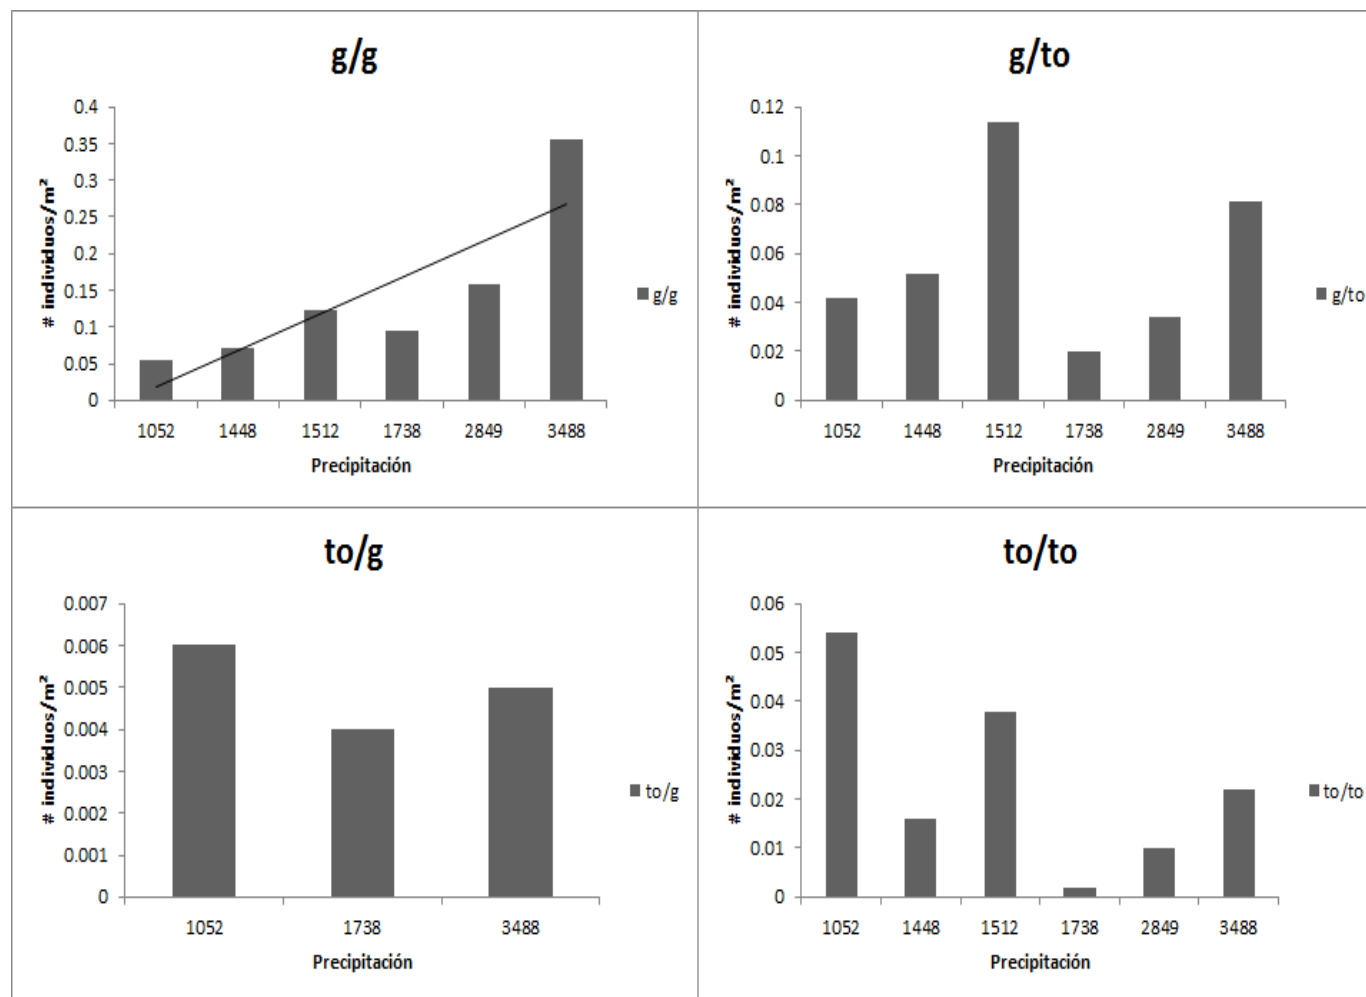 g/g
# individuos/m²
0.4
0.35
0.3
0.25
0.2
0.15
0.1
0.05
0
1052 1448 1512 1738 2849 3488
Precipitación
g/g
g/to
# individuos/m²
0.12
0.1
0.08
0.06
0.04
0.02
0
1052 1448 1512 1738 2849 3488
Precipitación
g/to
to/g
# individuos/m²
0.007
0.006
0.005
0.004
0.003
0.002
0.001
0
1052 1738 3488
Precipitación
to/g
to/to
# individuos/m²
0.06
0.05
0.04
0.03
0.02
0.01
0
1052 1448 1512 1738 2849 3488
Precipitación
to/to